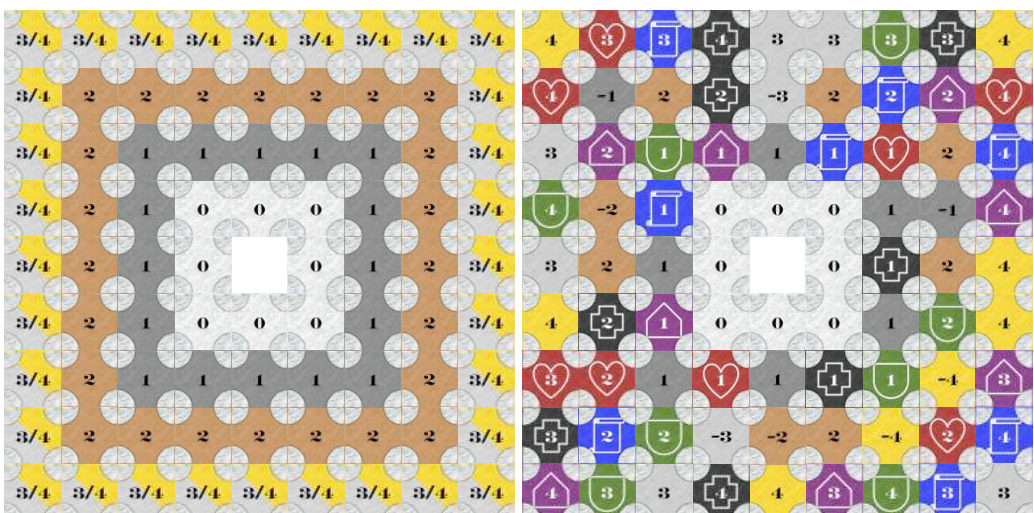 3/4 3/4 3/4 3/4 3/4 3/4 3/4 3/4 3/4 4 3 3 4 3 3 3 3 4
3/4 2 2 2 2 2 2 2 3/4 4 -1 2 2 -3 2 2 2 4
3/4 2 1 1 1 1 1 2 3/4 3 2 1 1 1 1 1 2 4
3/4 2 1 0 0 0 1 2 3/4 4 -2 1 0 0 0 1 -1 4
3/4 2 1 0 0 1 2 3/4 3 2 1 0 0 1 2 4
3/4 2 1 0 0 0 1 2 3/4 4 2 1 0 0 0 1 2 4
3/4 2 1 1 1 1 1 2 3/4 3 2 1 1 1 1 1 -4 3
3/4 2 2 2 2 2 2 2 3/4 3 2 2 -3 -2 2 -4 2 4
3/4 3/4 3/4 3/4 3/4 3/4 3/4 3/4 3/4 4 3 3 4 4 3 4 3 3